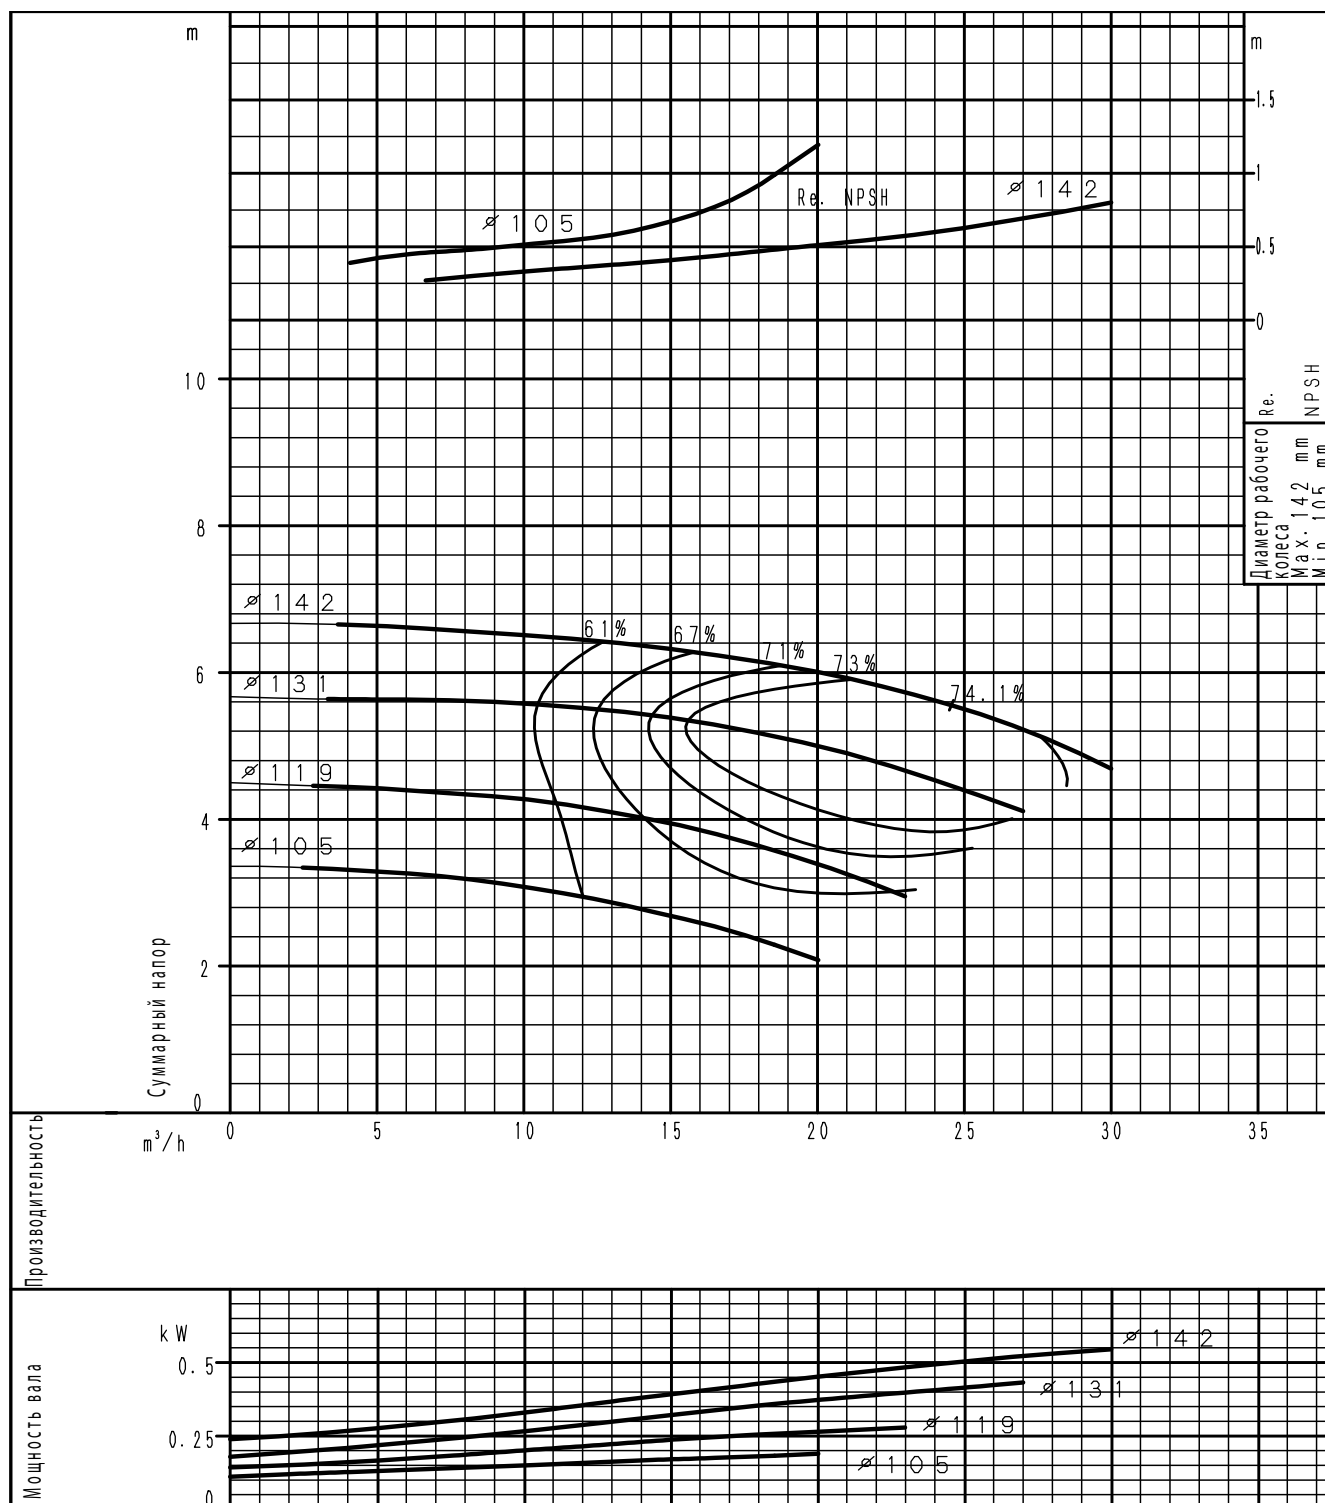 m
m
1.5
1
⌀ 142
Re. NPSH
⌀ 105
0.5
0
Re. NPSH
10
Диаметр рабочего
колеса
Max. 142 mm
Min. 105 mm
8
⌀ 142
61%
67%
71%
73%
6
⌀ 131
74.1%
⌀ 119
4
⌀ 105
2
Суммарный напор
0
m³/h
0 5 10 15 20 25 30 35
Производительность
kW
⌀ 142
0.5
⌀ 131
0.25
⌀ 119
⌀ 105
0
Мощность вала